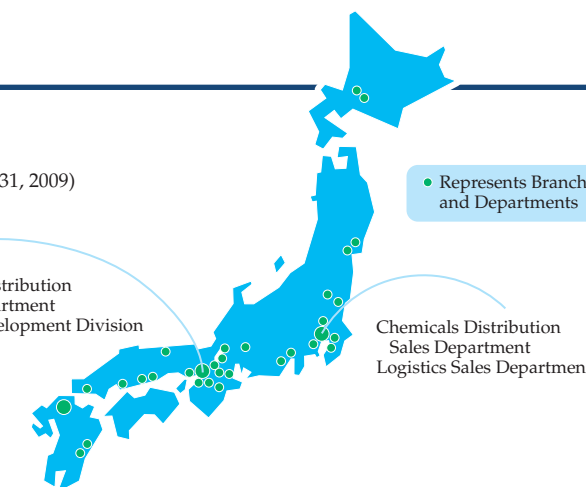 31, 2009)
Represents Branch
and Departments
stribution
artment
elopment Division
Chemicals Distribution
Sales Department
Logistics Sales Departmen